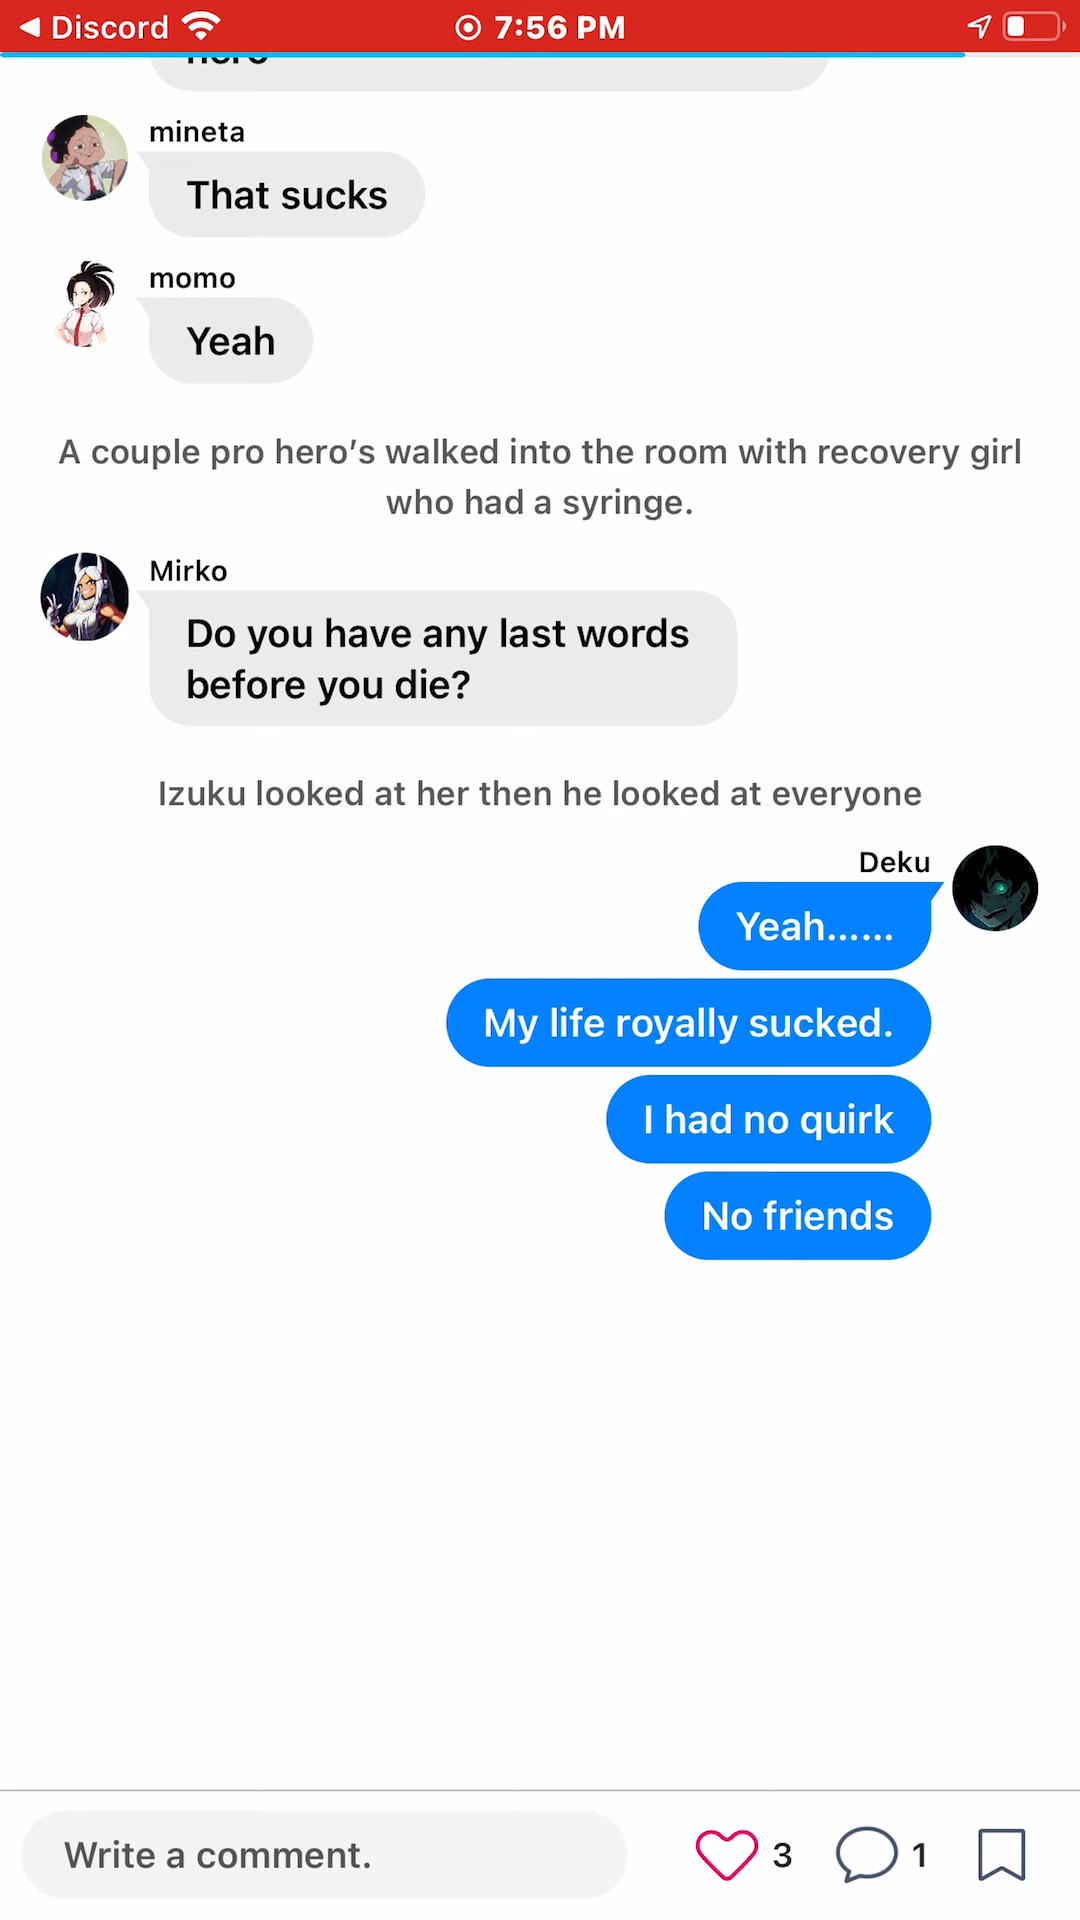 Discord
7:56 PM
hero
mineta
That sucks
momo
Yeah
A couple pro hero's walked into the room with recovery girl
who had a syringe.
Mirko
Do you have any last words
before you die?
Izuku looked at her then he looked at everyone
Deku
Yeah......
My life royally sucked.
I had no quirk
No friends
Write a comment.
3
1